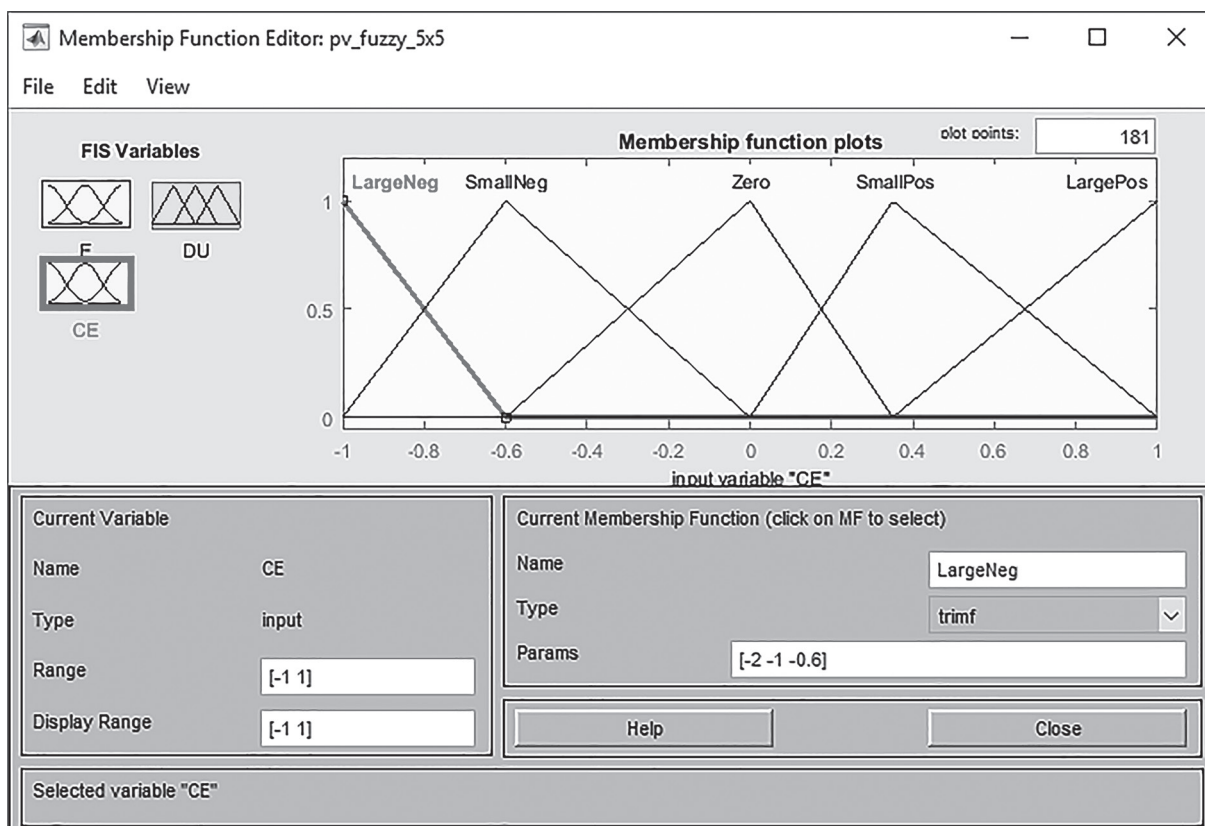 Membership Function Editor: pv_fuzzy_5x5
File Edit View
FIS Variables
E
DU
CE
Membership function plots
plot points:
181
LargeNeg SmallNeg Zero SmallPos LargePos
1
0.5
0
-1 -0.8 -0.6 -0.4 -0.2 0 0.2 0.4 0.6 0.8 1
input variable "CE"
Current Variable
Name CE
Type input
Range [-1 1]
Display Range [-1 1]
Current Membership Function (click on MF to select)
Name LargeNeg
Type trimf
Params [-2 -1 -0.6]
Help Close
Selected variable "CE"